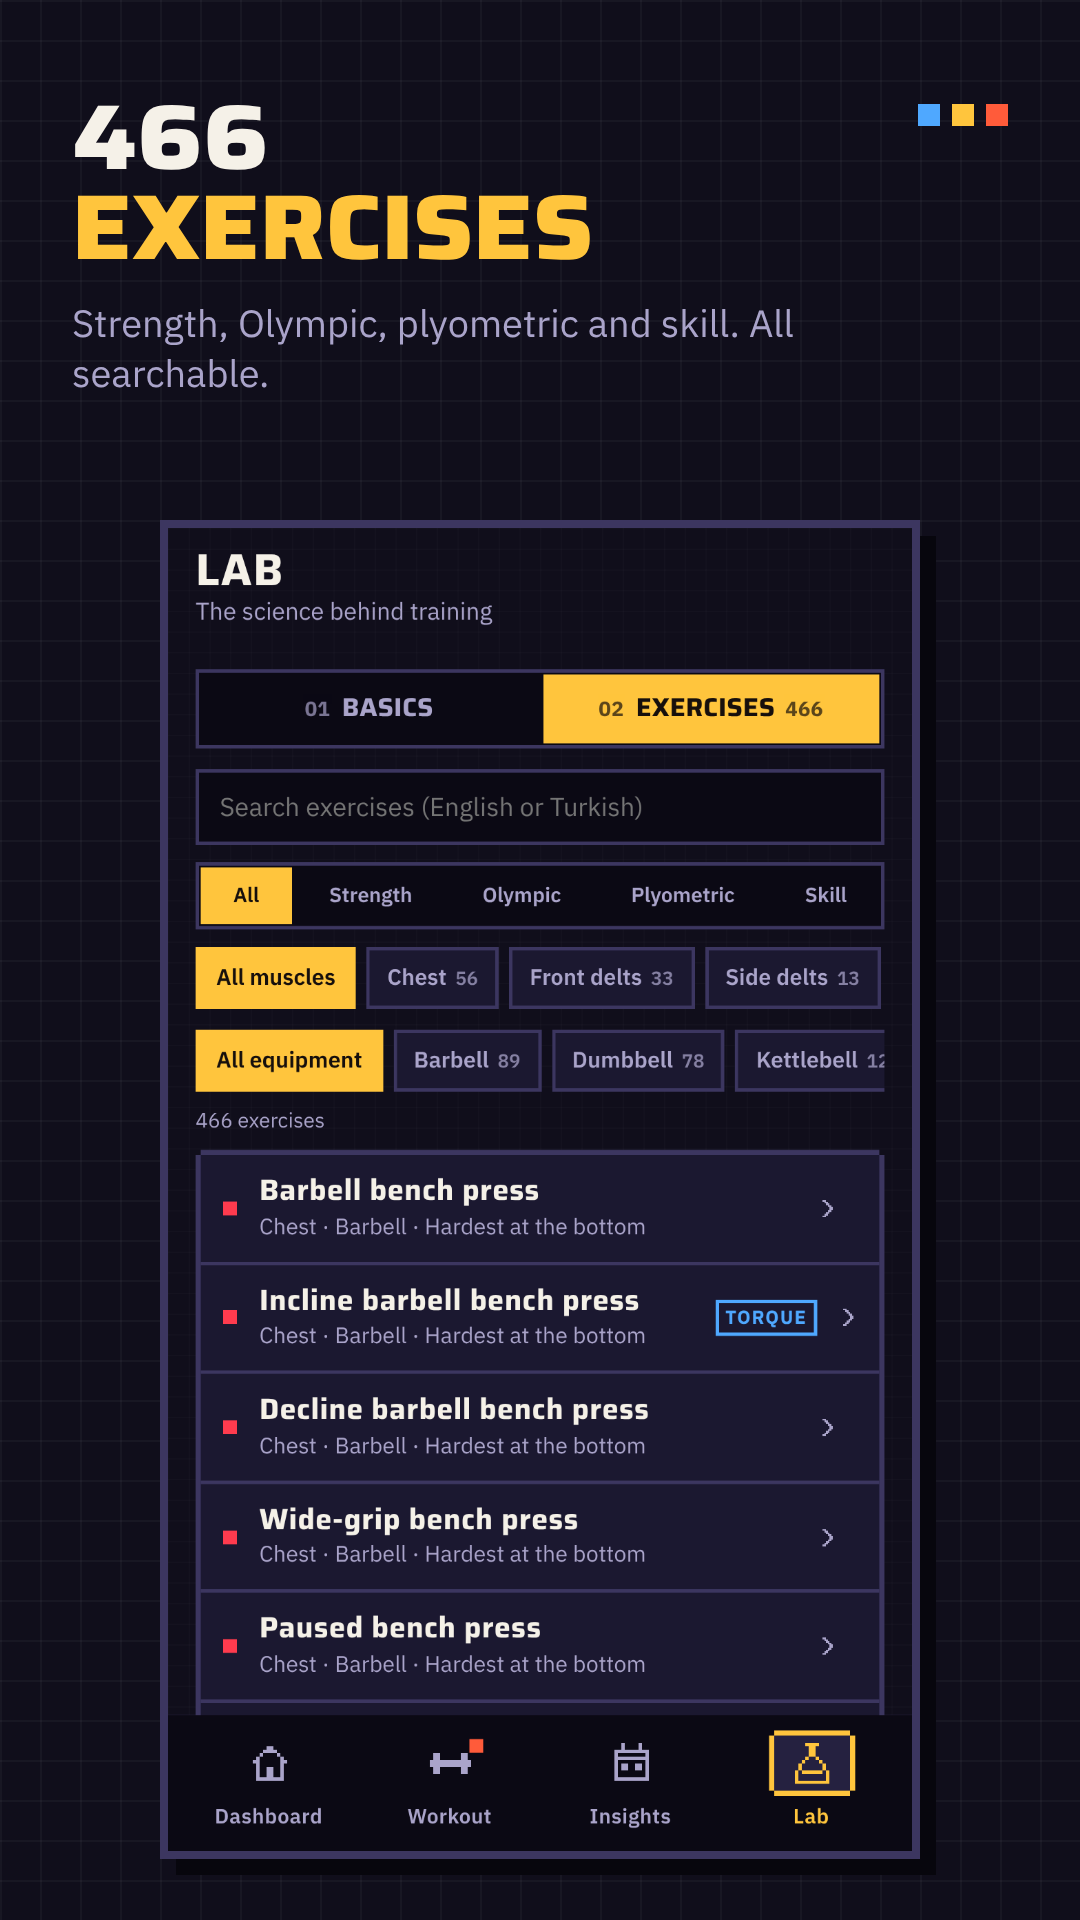 466
EXERCISES
Strength, Olympic, plyometric and skill. All
searchable.
LAB
The science behind training
01 BASICS 02 EXERCISES 466
Search exercises (English or Turkish)
All Strength Olympic Plyometric Skill
All muscles Chest 56 Front delts 33 Side delts 13
All equipment Barbell 89 Dumbbell 78 Kettlebell 12
466 exercises
Barbell bench press
Chest · Barbell · Hardest at the bottom
Incline barbell bench press
TORQUE
Chest · Barbell · Hardest at the bottom
Decline barbell bench press
Chest · Barbell · Hardest at the bottom
Wide-grip bench press
Chest · Barbell · Hardest at the bottom
Paused bench press
Chest · Barbell · Hardest at the bottom
Dashboard Workout Insights Lab